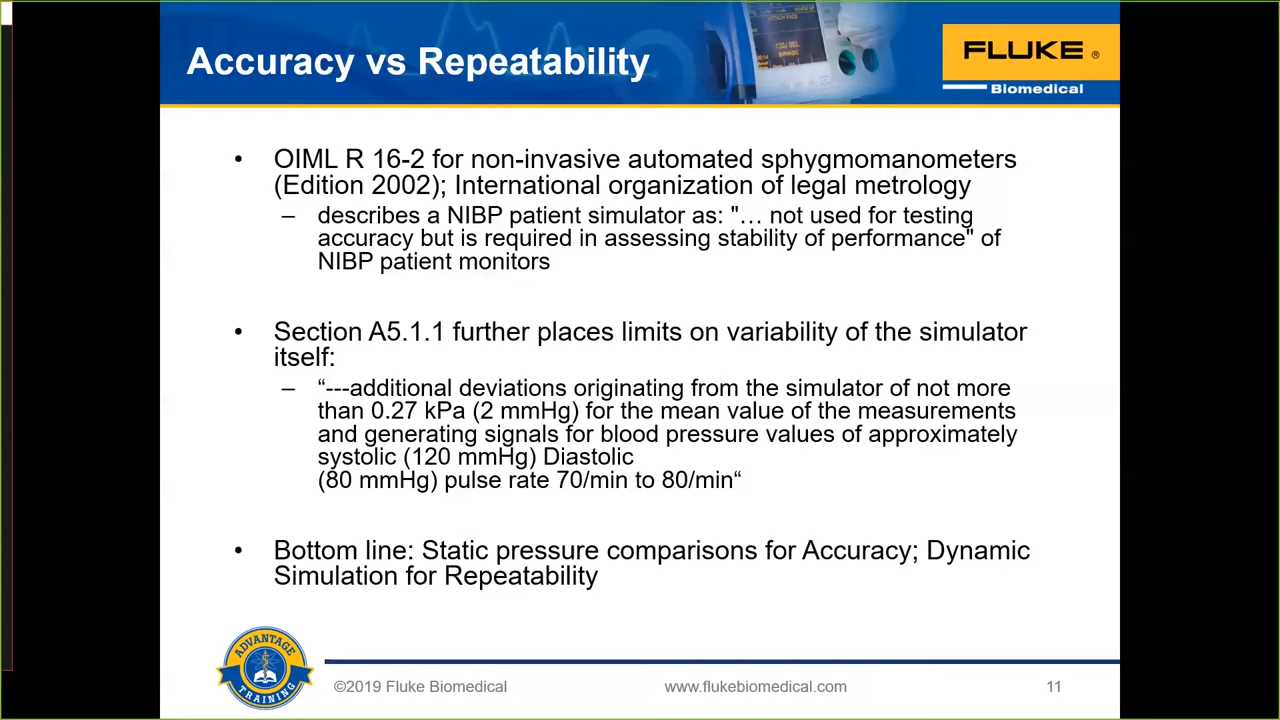 Accuracy vs Repeatability
FLUKE ®
Biomedical
• OIML R 16-2 for non-invasive automated sphygmomanometers
(Edition 2002); International organization of legal metrology
– describes a NIBP patient simulator as: "… not used for testing
accuracy but is required in assessing stability of performance" of
NIBP patient monitors
• Section A5.1.1 further places limits on variability of the simulator
itself:
– “---additional deviations originating from the simulator of not more
than 0.27 kPa (2 mmHg) for the mean value of the measurements
and generating signals for blood pressure values of approximately
systolic (120 mmHg) Diastolic
(80 mmHg) pulse rate 70/min to 80/min“
• Bottom line: Static pressure comparisons for Accuracy; Dynamic
Simulation for Repeatability
ADVANTAGE
TRAINING
©2019 Fluke Biomedical
www.flukebiomedical.com
11